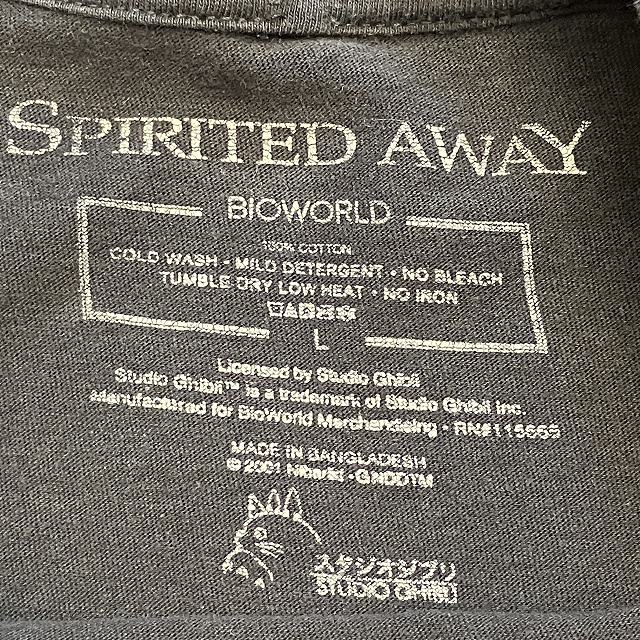 SPIRITED AWAY
BIOWORLD
100% COTTON
COLD WASH • MILD DETERGENT • NO BLEACH
TUMBLE DRY LOW HEAT • NO IRON
L
Licensed by Studio Ghibli
Studio Ghibli™ is a trademark of Studio Ghibli Inc.
Manufactured for BioWorld Merchandising • RN#115665
MADE IN BANGLADESH
© 2001 Nibariki • GNDDTM
スタジオジブリ
STUDIO GHIBLI